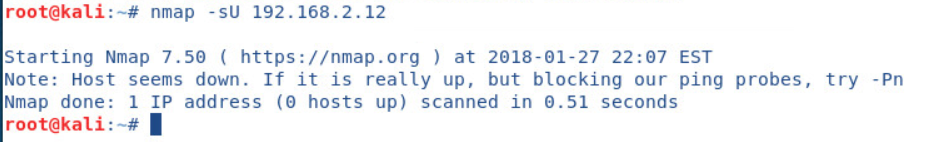 root@kali:~# nmap -sU 192.168.2.12
Starting Nmap 7.50 ( https://nmap.org ) at 2018-01-27 22:07 EST
Note: Host seems down. If it is really up, but blocking our ping probes, try -Pn
Nmap done: 1 IP address (0 hosts up) scanned in 0.51 seconds
root@kali:~#